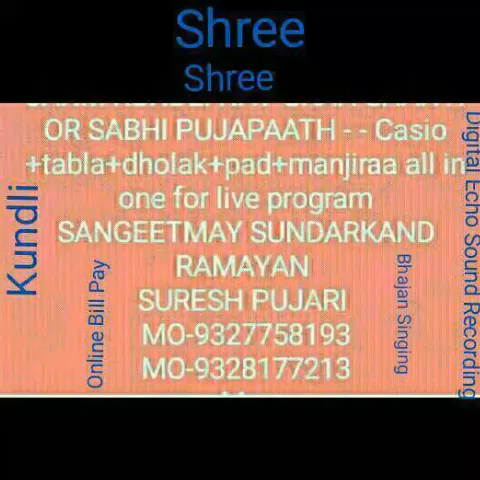 Shree
Shree
OR SABHI PUJAPAATH - - Casio
+tabla+dholak+pad+manjiraa all in
one for live program
SANGEETMAY SUNDARKAND
RAMAYAN
SURESH PUJARI
MO-9327758193
MO-9328177213
Kundli
Online Bill Pay
Bhajan Singing
Digital Echo Sound Recording